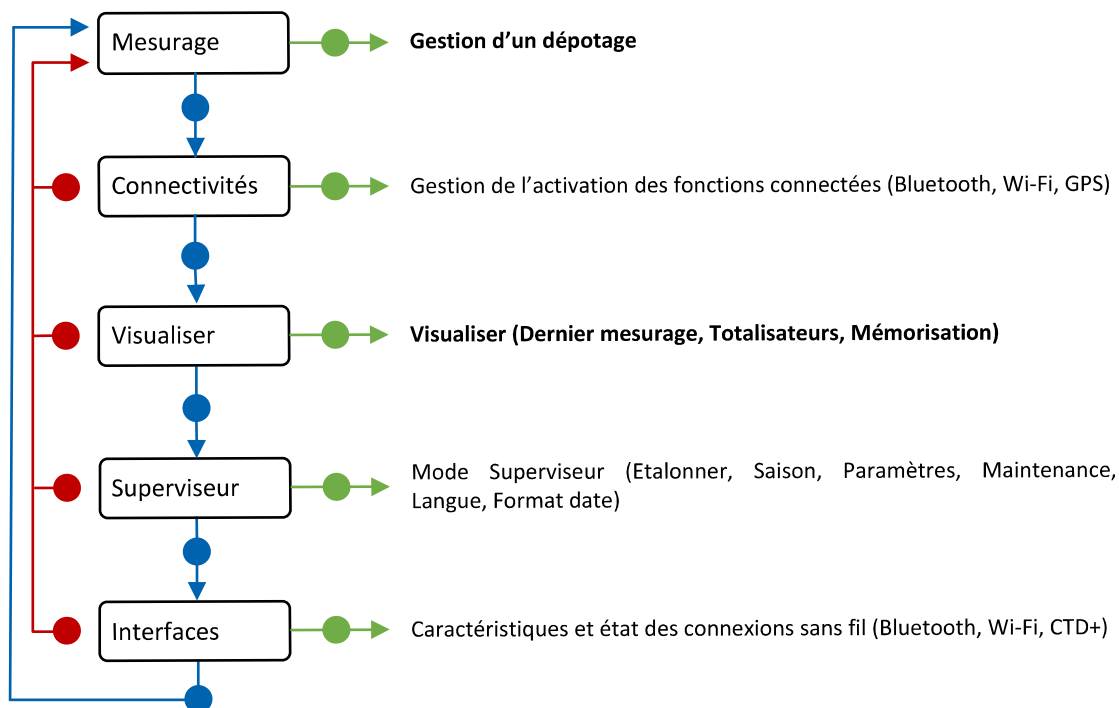 Mesurage
Gestion d’un dépotage
Connectivités
Gestion de l’activation des fonctions connectées (Bluetooth, Wi-Fi, GPS)
Visualiser
Visualiser (Dernier mesurage, Totalisateurs, Mémorisation)
Superviseur
Mode Superviseur (Etalonner, Saison, Paramètres, Maintenance,
Langue, Format date)
Interfaces
Caractéristiques et état des connexions sans fil (Bluetooth, Wi-Fi, CTD+)